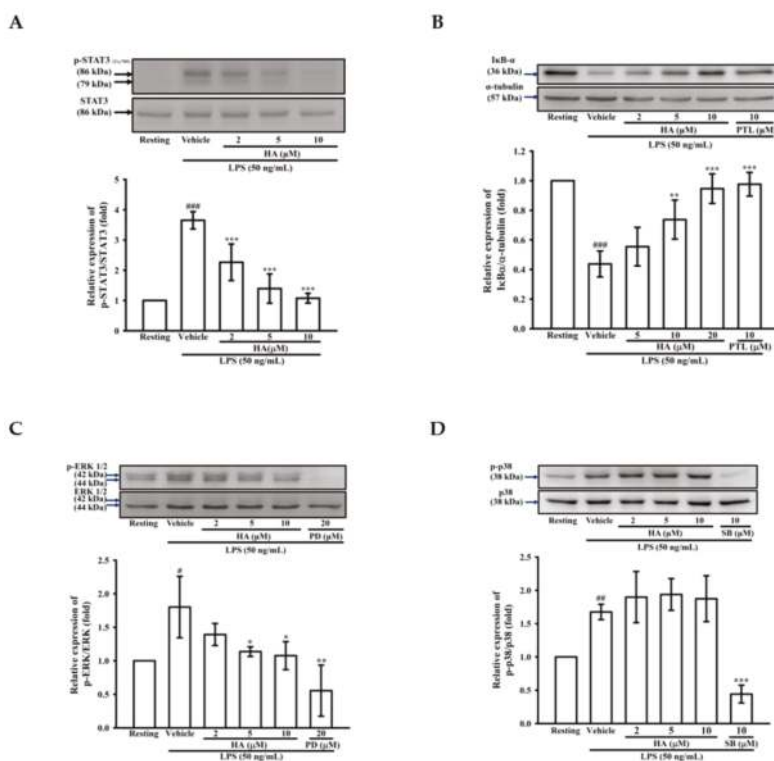 A
p-STAT3
(86 kDa)
(79 kDa)
STAT3
(86 kDa)
Resting Vehicle 2 5 10
HA (μM)
LPS (50 ng/mL)
Relative expression of
p-STAT3/STAT3 (fold)
5
4
3
2
1
0
###
***
***
***
Resting Vehicle 2 5 10
HA(μM)
LPS (50 ng/mL)
B
IκB-α
(36 kDa)
α-tubulin
(57 kDa)
Resting Vehicle 2 5 10 10
HA (μM) PTL (μM)
LPS (50 ng/mL)
Relative expression of
IκBα/α-tubulin (fold)
1.2
1.0
0.8
0.6
0.4
0.2
0.0
###
**
***
***
Resting Vehicle 5 10 20 10
HA (μM) PTL (μM)
LPS (50 ng/mL)
C
p-ERK 1/2
(42 kDa)
(44 kDa)
ERK 1/2
(42 kDa)
(44 kDa)
Resting Vehicle 2 5 10 20
HA (μM) PD (μM)
LPS (50 ng/mL)
Relative expression of
p-ERK/ERK (fold)
2.5
2.0
1.5
1.0
0.5
0.0
#
*
*
**
Resting Vehicle 2 5 10 20
HA (μM) PD (μM)
LPS (50 ng/mL)
D
p-p38
(38 kDa)
p38
(38 kDa)
Resting Vehicle 2 5 10 10
HA (μM) SB (μM)
LPS (50 ng/mL)
Relative expression of
p-p38/p38 (fold)
2.5
2.0
1.5
1.0
0.5
0.0
##
***
Resting Vehicle 2 5 10 10
HA (μM) SB (μM)
LPS (50 ng/mL)